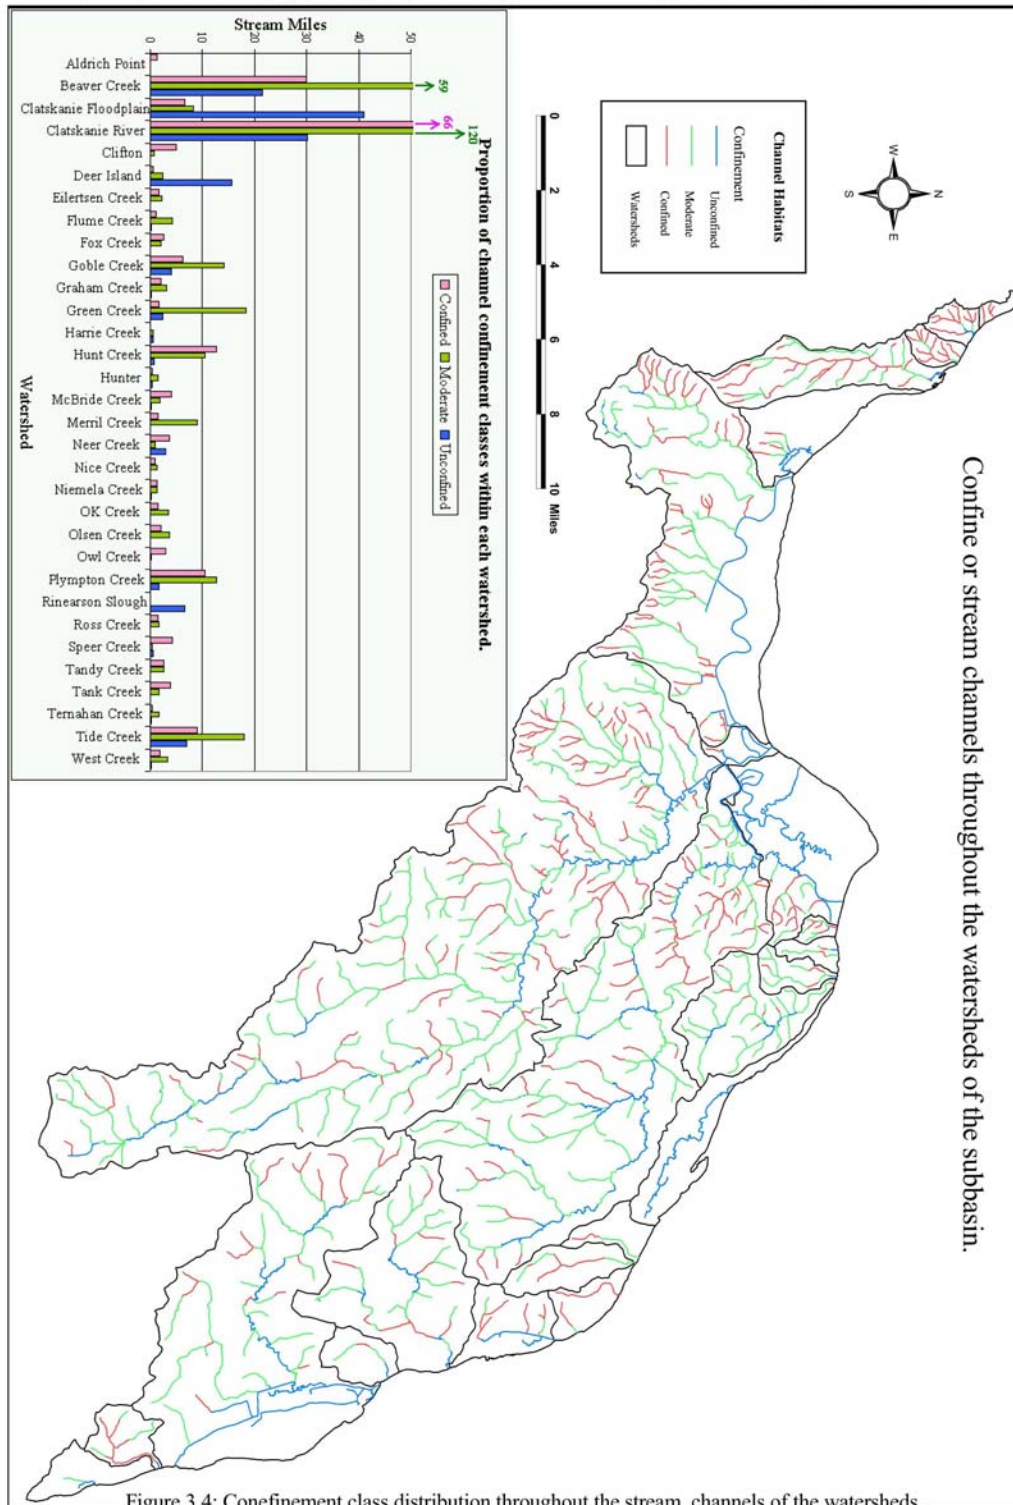 Confine or stream channels throughout the watersheds of the subbasin.
N
W
E
S
Channel Habitats
Confinement
Unconfined
Moderate
Confined
Watersheds
0 2 4 6 8 10 Miles
Proportion of channel confinement classes within each watershed.
Confined Moderate Unconfined
59
66
120
Stream Miles
50
40
30
20
10
0
Aldrich Point
Beaver Creek
Clatskanie Floodplain
Clatskanie River
Clifton
Deer Island
Eilertsen Creek
Flume Creek
Fox Creek
Goble Creek
Graham Creek
Green Creek
Harrie Creek
Hunt Creek
Hunter
McBride Creek
Merril Creek
Neer Creek
Nice Creek
Niemela Creek
OK Creek
Olsen Creek
Owl Creek
Plympton Creek
Rinearson Slough
Ross Creek
Speer Creek
Tandy Creek
Tank Creek
Ternahan Creek
Tide Creek
West Creek
Watershed
Figure 3.4: Conefinement class distribution throughout the stream channels of the watersheds